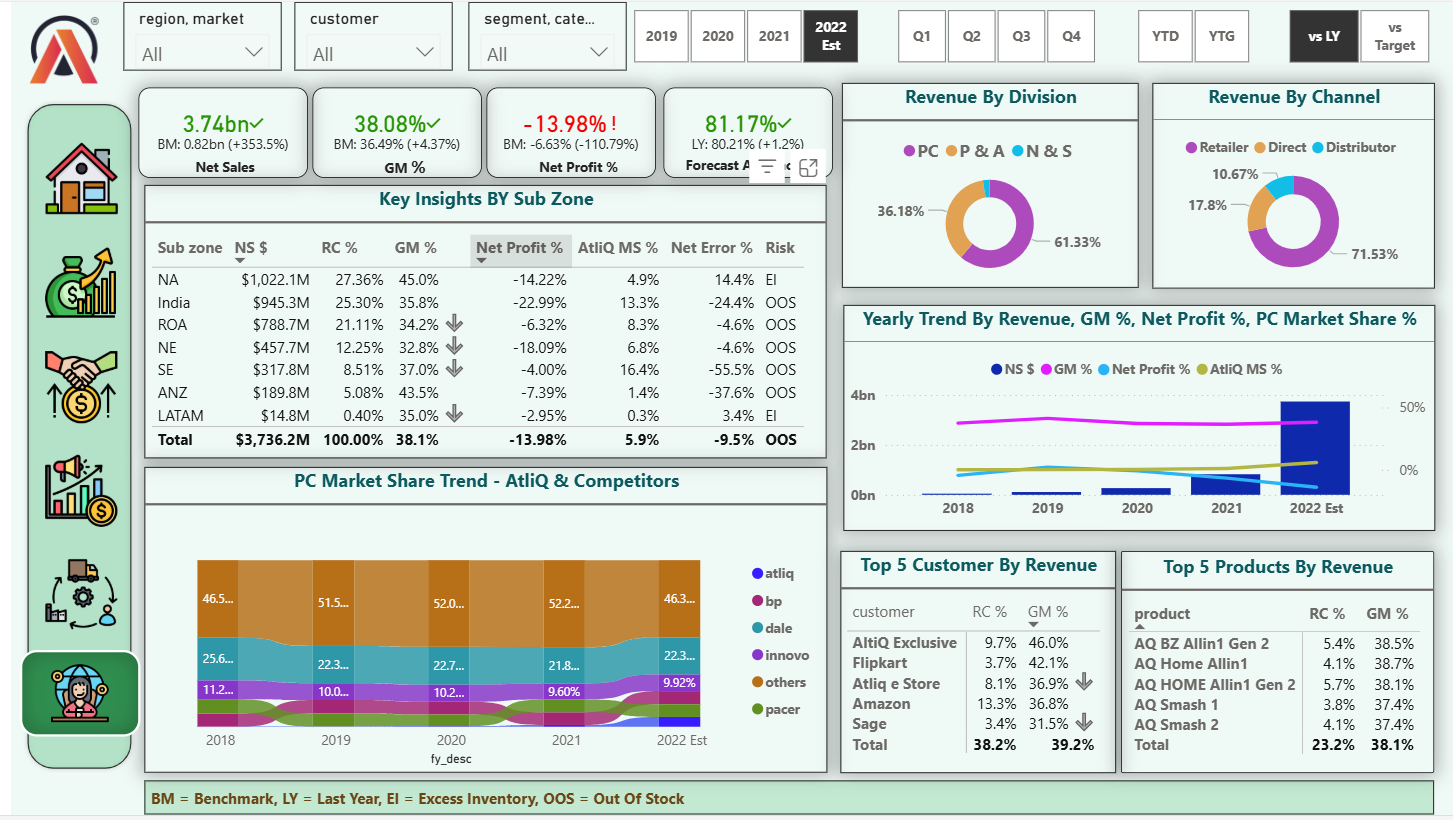 region, market
All
customer
All
segment, cate...
All
2019
2020
2021
2022 Est
Q1
Q2
Q3
Q4
YTD
YTG
vs LY
vs Target
3.74bn✓
BM: 0.82bn (+353.5%)
Net Sales
38.08%✓
BM: 36.49% (+4.37%)
GM %
-13.98% !
BM: -6.63% (-110.79%)
Net Profit %
81.17%✓
LY: 80.21% (+1.2%)
Forecast A
Revenue By Division
PC P & A N & S
36.18%
61.33%
Revenue By Channel
Retailer Direct Distributor
10.67%
17.8%
71.53%
Key Insights BY Sub Zone
Sub zone NS $ RC % GM % Net Profit % AtliQ MS % Net Error % Risk
NA $1,022.1M 27.36% 45.0% -14.22% 4.9% 14.4% EI
India $945.3M 25.30% 35.8% -22.99% 13.3% -24.4% OOS
ROA $788.7M 21.11% 34.2% -6.32% 8.3% -4.6% OOS
NE $457.7M 12.25% 32.8% -18.09% 6.8% -4.6% OOS
SE $317.8M 8.51% 37.0% -4.00% 16.4% -55.5% OOS
ANZ $189.8M 5.08% 43.5% -7.39% 1.4% -37.6% OOS
LATAM $14.8M 0.40% 35.0% -2.95% 0.3% 3.4% EI
Total $3,736.2M 100.00% 38.1% -13.98% 5.9% -9.5% OOS
Yearly Trend By Revenue, GM %, Net Profit %, PC Market Share %
NS $ GM % Net Profit % AtliQ MS %
4bn
2bn
0bn
50%
0%
2018 2019 2020 2021 2022 Est
PC Market Share Trend - AtliQ & Competitors
46.5... 51.5... 52.0... 52.2... 46.3...
25.6... 22.3... 22.7... 21.8... 22.3...
11.2... 10.0... 10.2... 9.60% 9.92%
2018 2019 2020 2021 2022 Est
fy_desc
atliq
bp
dale
innovo
others
pacer
Top 5 Customer By Revenue
customer RC % GM %
AltiQ Exclusive 9.7% 46.0%
Flipkart 3.7% 42.1%
Atliq e Store 8.1% 36.9%
Amazon 13.3% 36.8%
Sage 3.4% 31.5%
Total 38.2% 39.2%
Top 5 Products By Revenue
product RC % GM %
AQ BZ Allin1 Gen 2 5.4% 38.5%
AQ Home Allin1 4.1% 38.7%
AQ HOME Allin1 Gen 2 5.7% 38.1%
AQ Smash 1 3.8% 37.4%
AQ Smash 2 4.1% 37.4%
Total 23.2% 38.1%
BM = Benchmark, LY = Last Year, EI = Excess Inventory, OOS = Out Of Stock